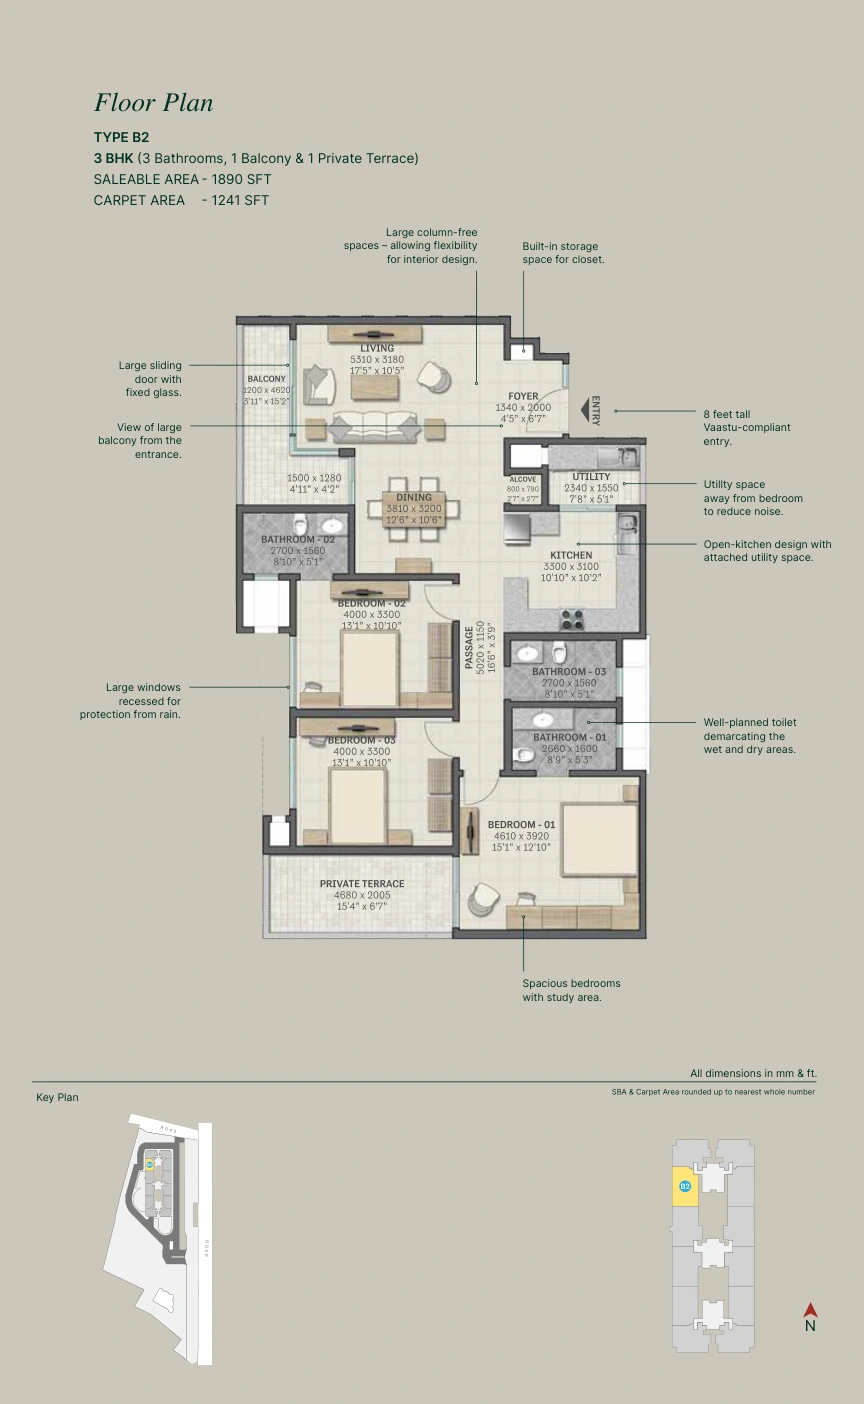 Floor Plan
TYPE B2
3 BHK (3 Bathrooms, 1 Balcony & 1 Private Terrace)
SALEABLE AREA - 1890 SFT
CARPET AREA - 1241 SFT
Large column-free
spaces – allowing flexibility
for interior design.
Built-in storage
space for closet.
Large sliding
door with
fixed glass.
View of large
balcony from the
entrance.
Large windows
recessed for
protection from rain.
LIVING
5310 x 3180
17'5" x 10'5"
BALCONY
1200 x 4620
3'11" x 15'2"
FOYER
1340 x 2000
4'5" x 6'7"
ENTRY
8 feet tall
Vaastu-compliant
entry.
1500 x 1280
4'11" x 4'2"
DINING
3810 x 3200
12'6" x 10'6"
ALCOVE
800 x 790
2'7" x 2'7"
UTILITY
2340 x 1550
7'8" x 5'1"
Utility space
away from bedroom
to reduce noise.
BATHROOM - 02
2700 x 1560
8'10" x 5'1"
KITCHEN
3300 x 3100
10'10" x 10'2"
Open-kitchen design with
attached utility space.
BEDROOM - 02
4000 x 3300
13'1" x 10'10"
PASSAGE
5020 x 1150
16'6" x 3'9"
BATHROOM - 03
2700 x 1560
8'10" x 5'1"
BEDROOM - 03
4000 x 3300
13'1" x 10'10"
BATHROOM - 01
2660 x 1600
8'9" x 5'3"
Well-planned toilet
demarcating the
wet and dry areas.
BEDROOM - 01
4610 x 3920
15'1" x 12'10"
PRIVATE TERRACE
4680 x 2005
15'4" x 6'7"
Spacious bedrooms
with study area.
All dimensions in mm & ft.
SBA & Carpet Area rounded up to nearest whole number
Key Plan
ROAD
ROAD
B2
N